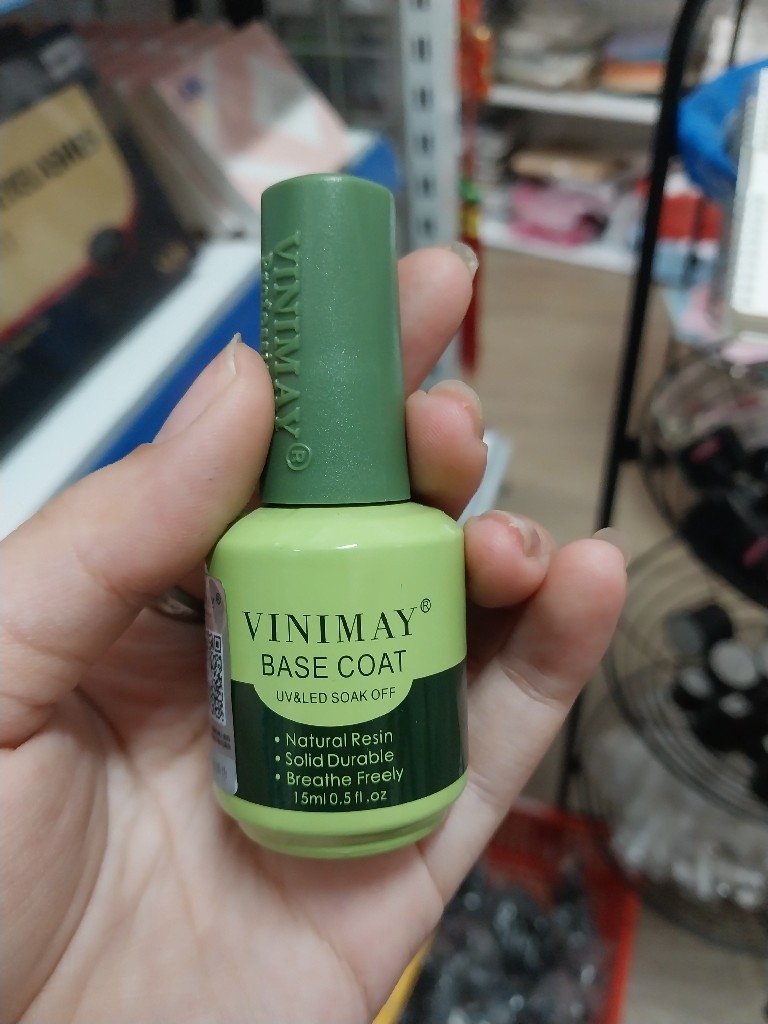 VINIMAY®
VINIMAY®
BASE COAT
UV&LED SOAK OFF
• Natural Resin
• Solid Durable
• Breathe Freely
15ml 0.5 fl .oz